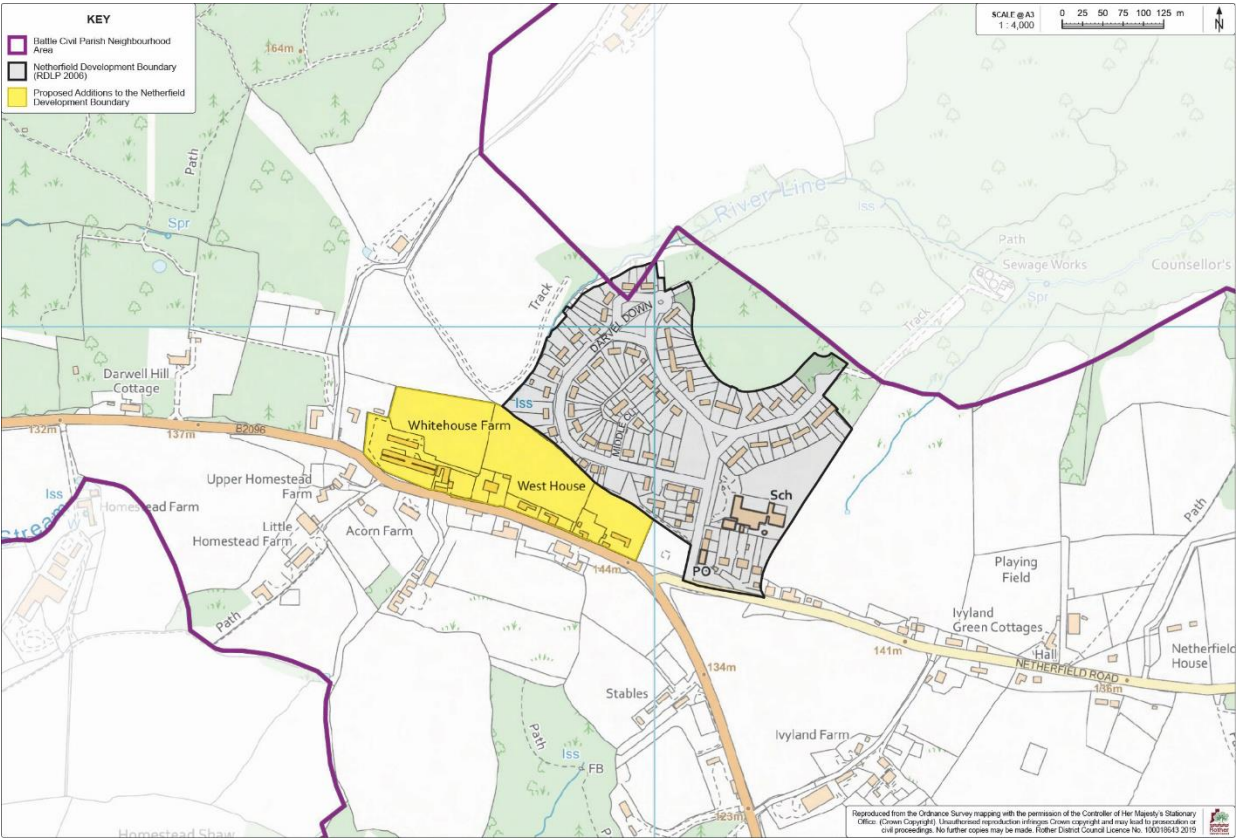 KEY
Battle Civil Parish Neighbourhood
Area
Netherfield Development Boundary
(RDLP 2006)
Proposed Additions to the Netherfield
Development Boundary
SCALE @ A3
1 : 4,000
0 25 50 75 100 125 m
N
164m
Path
Spr
River Line
Iss
Path
Sewage Works
Counsellor's
Spr
Track
Track
DARVEL DOWN
Darwell Hill
Cottage
Iss
MIDDLE CL
132m
137m
B2096
Whitehouse Farm
Upper Homestead
Farm
West House
Sch
Iss
Homestead Farm
Stream
Little
Homestead Farm
Acorn Farm
Path
144m
PO
Playing
Field
Path
Ivyland
Green Cottages
141m
Hall
NETHERFIELD ROAD
Netherfield
House
136m
Path
134m
Stables
Path
Iss
FB
Ivyland Farm
123m
P
Homestead Shaw
Reproduced from the Ordnance Survey mapping with the permission of the Controller of Her Majesty's Stationary
Office. (Crown Copyright). Unauthorised reproduction infringes Crown copyright and may lead to prosecution or
civil proceedings. No further copies may be made. Rother District Council Licence No. 100018643 2019
Rother